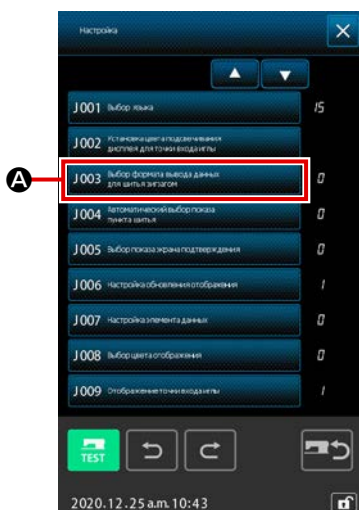 Настройка
J001 Выбор языка 15
J002 Установка цвета подсвечивания
дисплея для точки входа иглы
J003 Выбор формата вывода данных 0
для шитья зигзагом
J004 Автоматический выбор показа 0
пункта шитья
J005 Выбор показа экрана подтверждения 0
J006 Настройка обновления отображения 1
J007 Настройка элемента данных 0
J008 Выбор цвета отображения 0
J009 Отображение точки входа иглы 1
A
TEST
2020.12.25 a.m. 10:43